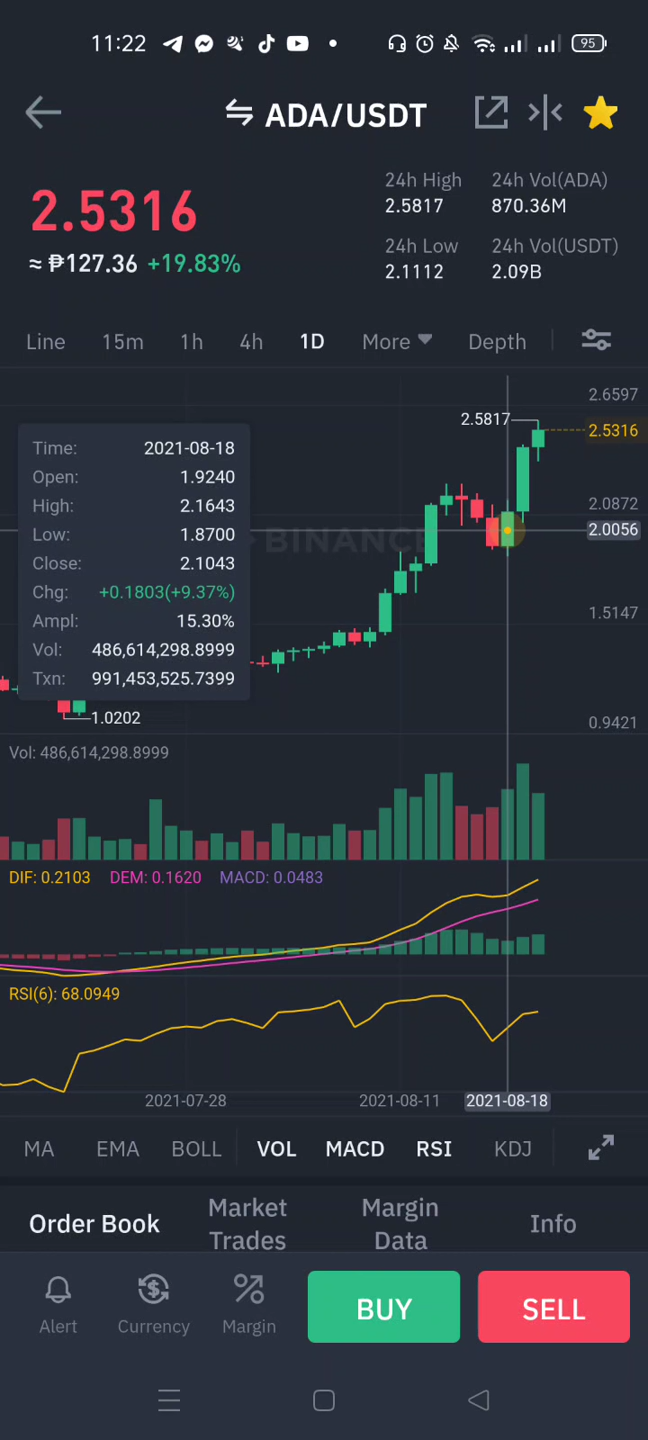 11:22
95
ADA/USDT
2.5316
≈ ₱127.36 +19.83%
24h High
2.5817
24h Vol(ADA)
870.36M
24h Low
2.1112
24h Vol(USDT)
2.09B
Line 15m 1h 4h 1D More Depth
2.6597
2.5817
2.5316
2.0872
2.0056
1.5147
0.9421
Time: 2021-08-18
Open: 1.9240
High: 2.1643
Low: 1.8700
Close: 2.1043
Chg: +0.1803(+9.37%)
Ampl: 15.30%
Vol: 486,614,298.8999
Txn: 991,453,525.7399
BINANCE
1.0202
Vol: 486,614,298.8999
DIF: 0.2103 DEM: 0.1620 MACD: 0.0483
RSI(6): 68.0949
2021-07-28 2021-08-11 2021-08-18
MA EMA BOLL VOL MACD RSI KDJ
Order Book
Market
Trades
Margin
Data
Info
Alert
Currency
Margin
BUY
SELL